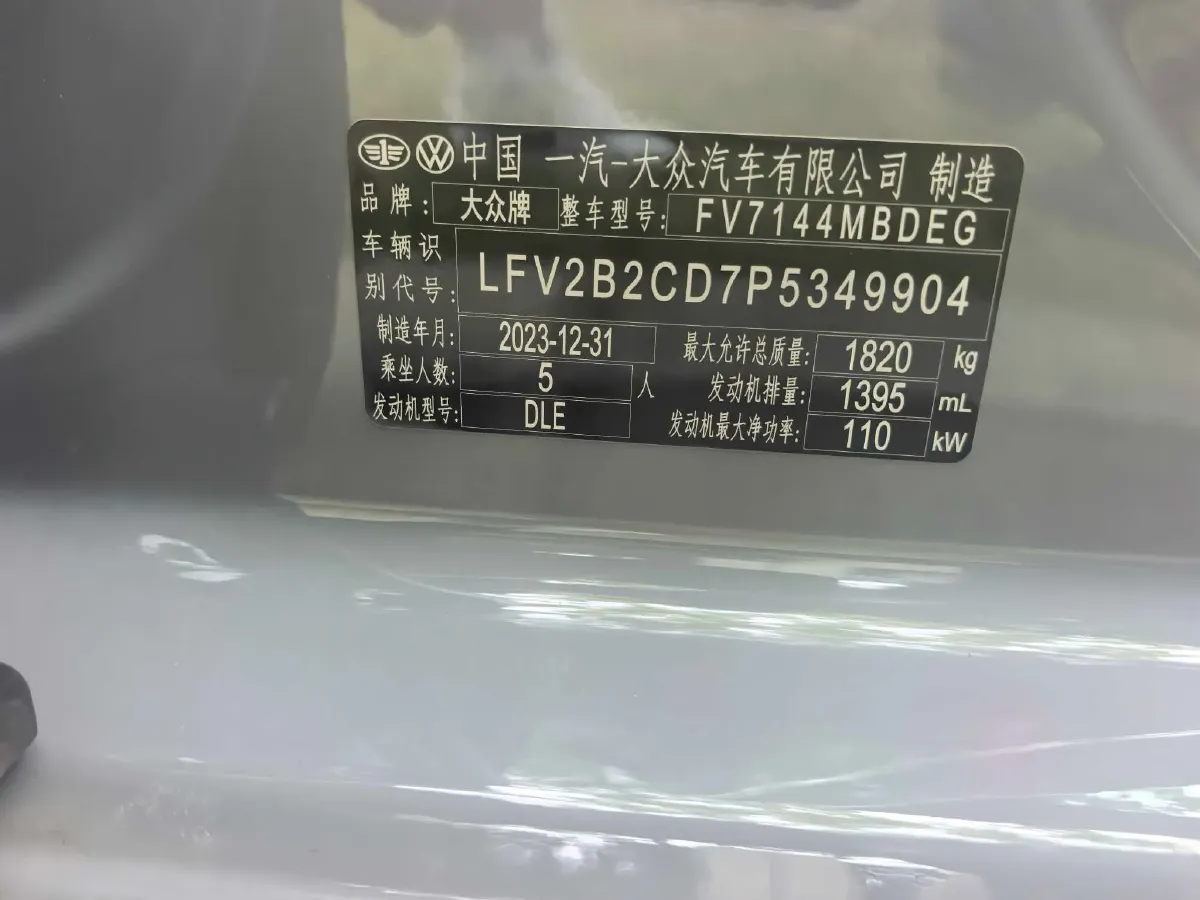 中国 一汽-大众汽车有限公司 制造
品牌: 大众牌 整车型号: FV7144MBDEG
车辆识别代号: LFV2B2CD7P5349904
制造年月: 2023-12-31 最大允许总质量: 1820 kg
乘坐人数: 5 人 发动机排量: 1395 mL
发动机型号: DLE 发动机最大净功率: 110 kW